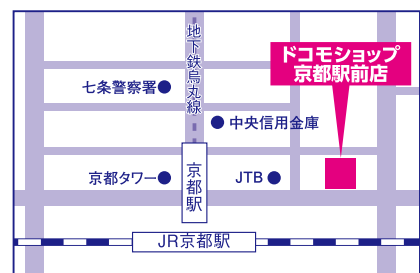 ドコモショップ
京都駅前店
地下鉄烏丸線
七条警察署
中央信用金庫
京都タワー
京都駅
JTB
JR京都駅